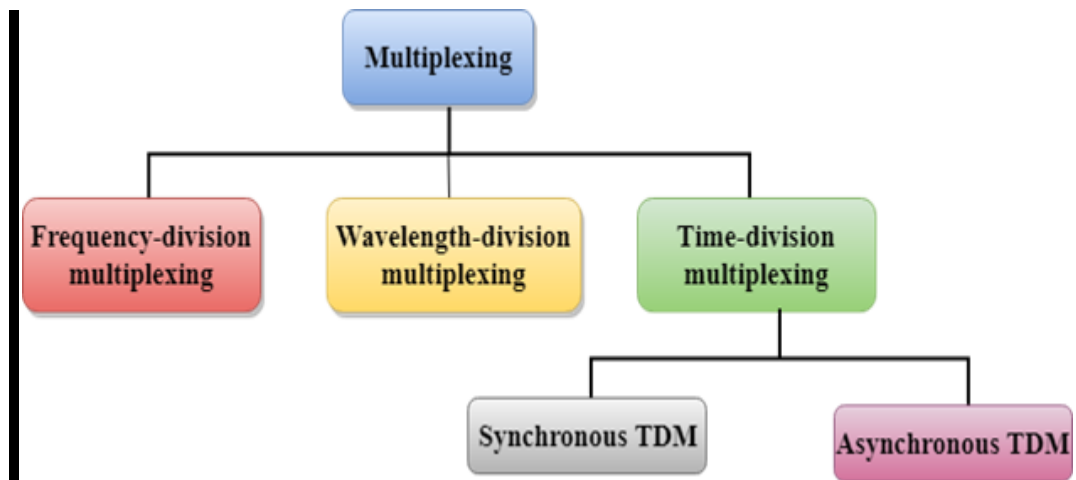 Multiplexing
Frequency-division
multiplexing
Wavelength-division
multiplexing
Time-division
multiplexing
Synchronous TDM
Asynchronous TDM